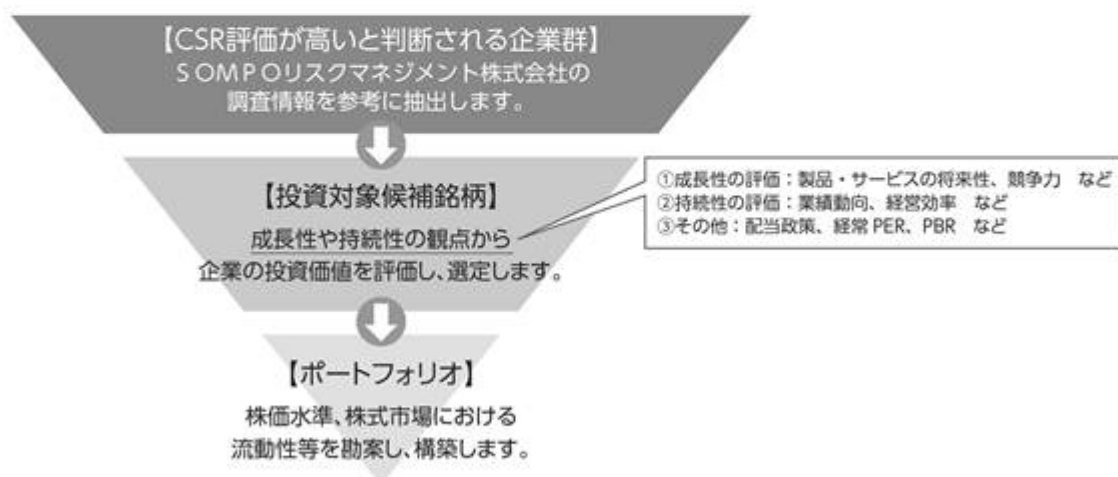 【CSR評価が高いと判断される企業群】
ＳＯＭＰＯリスクマネジメント株式会社の
調査情報を参考に抽出します。
【投資対象候補銘柄】
成長性や持続性の観点から
企業の投資価値を評価し、選定します。
①成長性の評価：製品・サービスの将来性、競争力　など
②持続性の評価：業績動向、経営効率　など
③その他：配当政策、経常 PER、PBR　など
【ポートフォリオ】
株価水準、株式市場における
流動性等を勘案し、構築します。